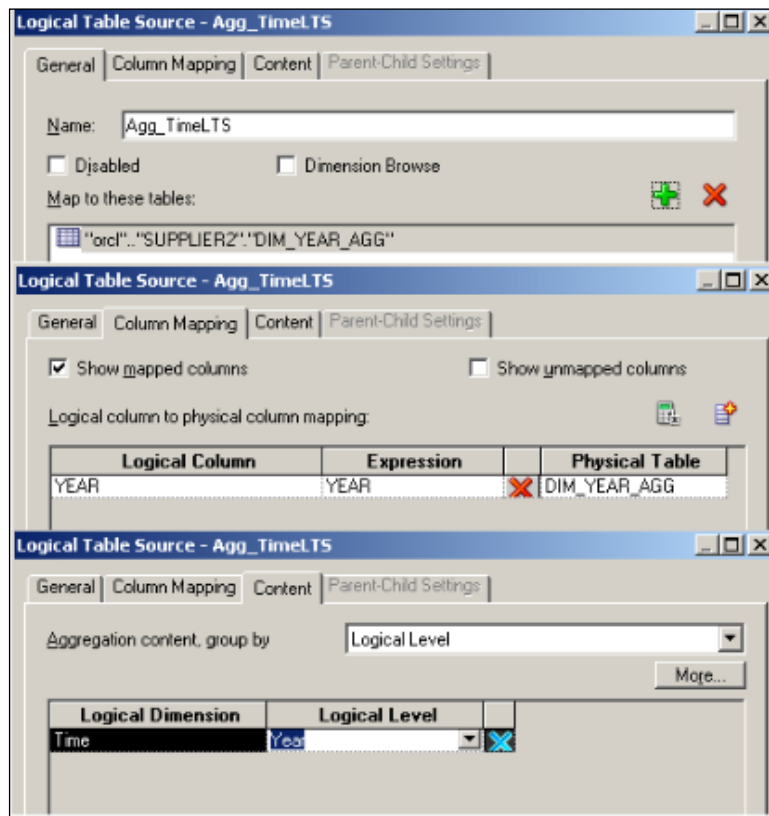 Logical Table Source - Agg_TimeLTS
General Column Mapping Content Parent-Child Settings
Name: Agg_TimeLTS
Disabled Dimension Browse
Map to these tables:
"orcl".."SUPPLIER2"."DIM_YEAR_AGG"
Logical Table Source - Agg_TimeLTS
General Column Mapping Content Parent-Child Settings
Show mapped columns Show unmapped columns
Logical column to physical column mapping:
Logical Column Expression Physical Table
YEAR YEAR DIM_YEAR_AGG
Logical Table Source - Agg_TimeLTS
General Column Mapping Content Parent-Child Settings
Aggregation content, group by Logical Level
More...
Logical Dimension Logical Level
Time Year